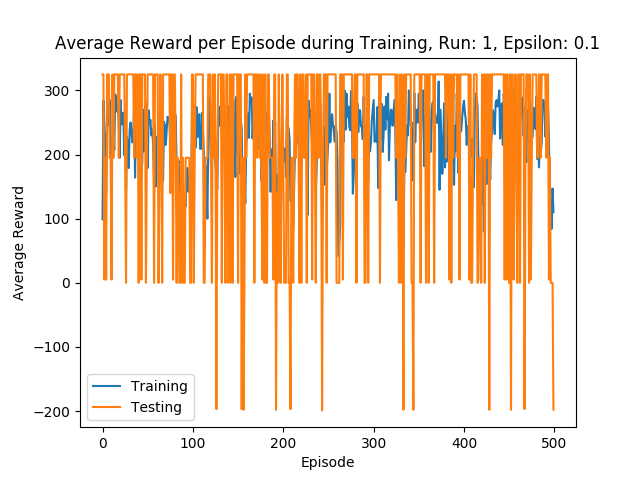 Average Reward per Episode during Training, Run: 1, Epsilon: 0.1
300
200
100
0
−100
−200
Average Reward
Training
Testing
0 100 200 300 400 500
Episode